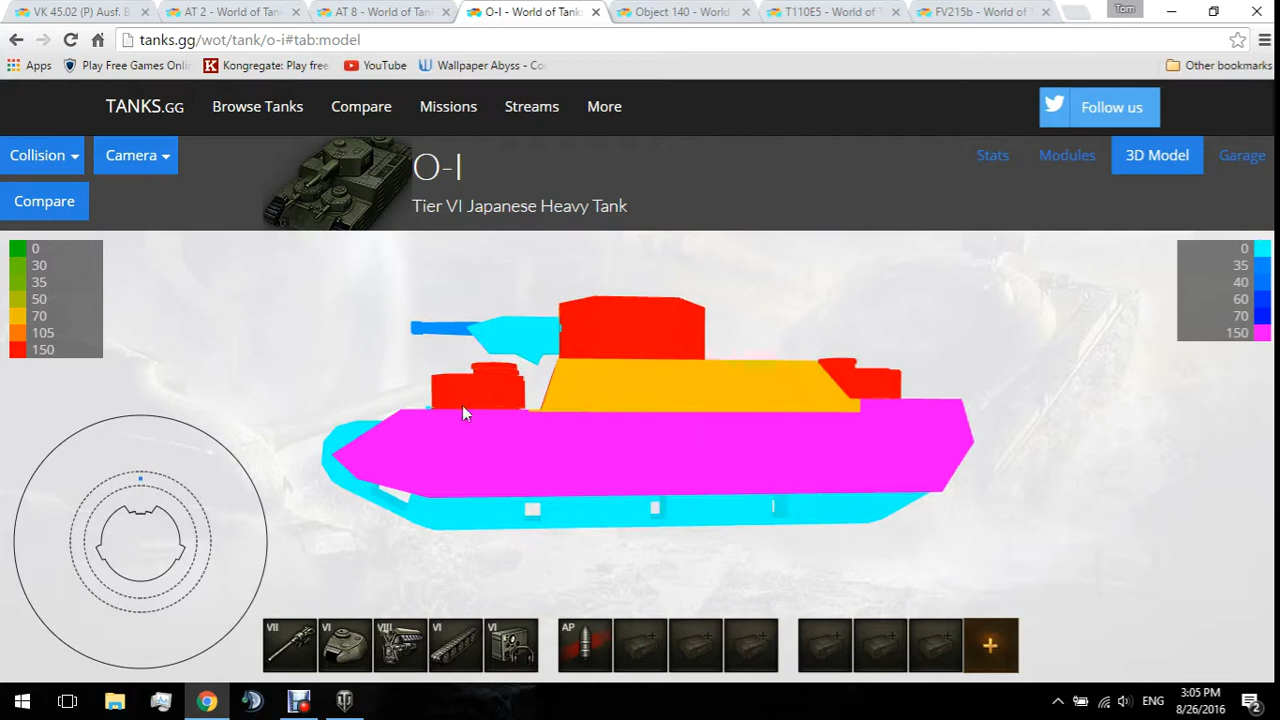 VK 45.02 (P) Ausf. B
AT 2 - World of Tan
AT 8 - World of Tank
O-I - World of Tanks
Object 140 - World
T110E5 - World of T
FV215b - World of
Tom
tanks.gg/wot/tank/o-i#tab:model
Apps
Play Free Games Onli
Kongregate: Play free
YouTube
Wallpaper Abyss - Co
Other bookmarks
TANKS.GG
Browse Tanks
Compare
Missions
Streams
More
Follow us
Collision
Camera
Compare
O-I
Tier VI Japanese Heavy Tank
Stats
Modules
3D Model
Garage
0
30
35
50
70
105
150
0
35
40
60
70
150
VII
VI
VIII
VI
VI
AP
ENG
3:05 PM
8/26/2016
2